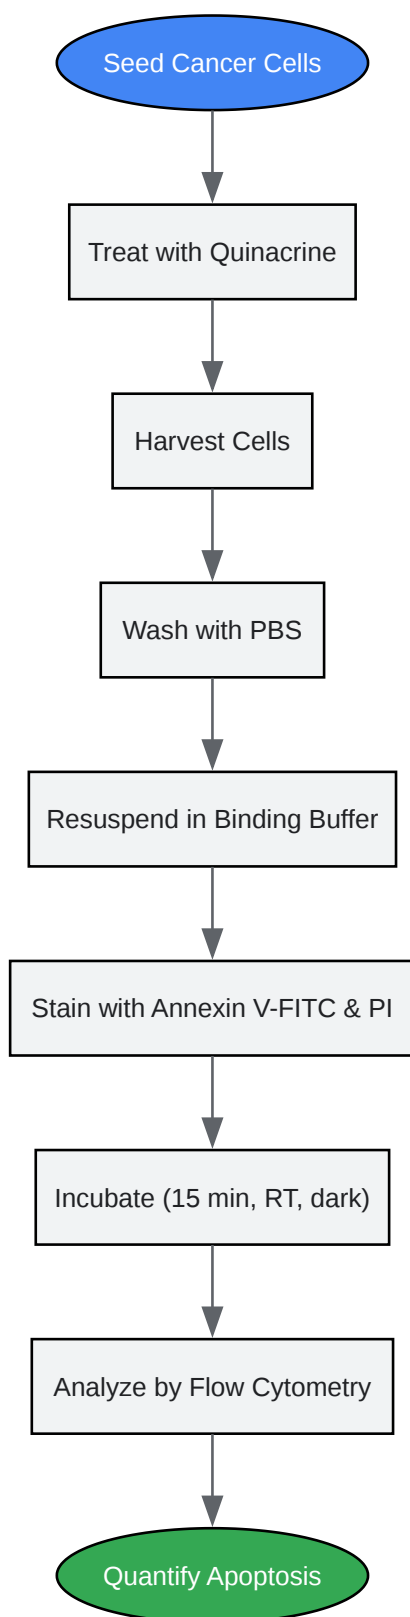 Seed Cancer Cells
Treat with Quinacrine
Harvest Cells
Wash with PBS
Resuspend in Binding Buffer
Stain with Annexin V-FITC & PI
Incubate (15 min, RT, dark)
Analyze by Flow Cytometry
Quantify Apoptosis